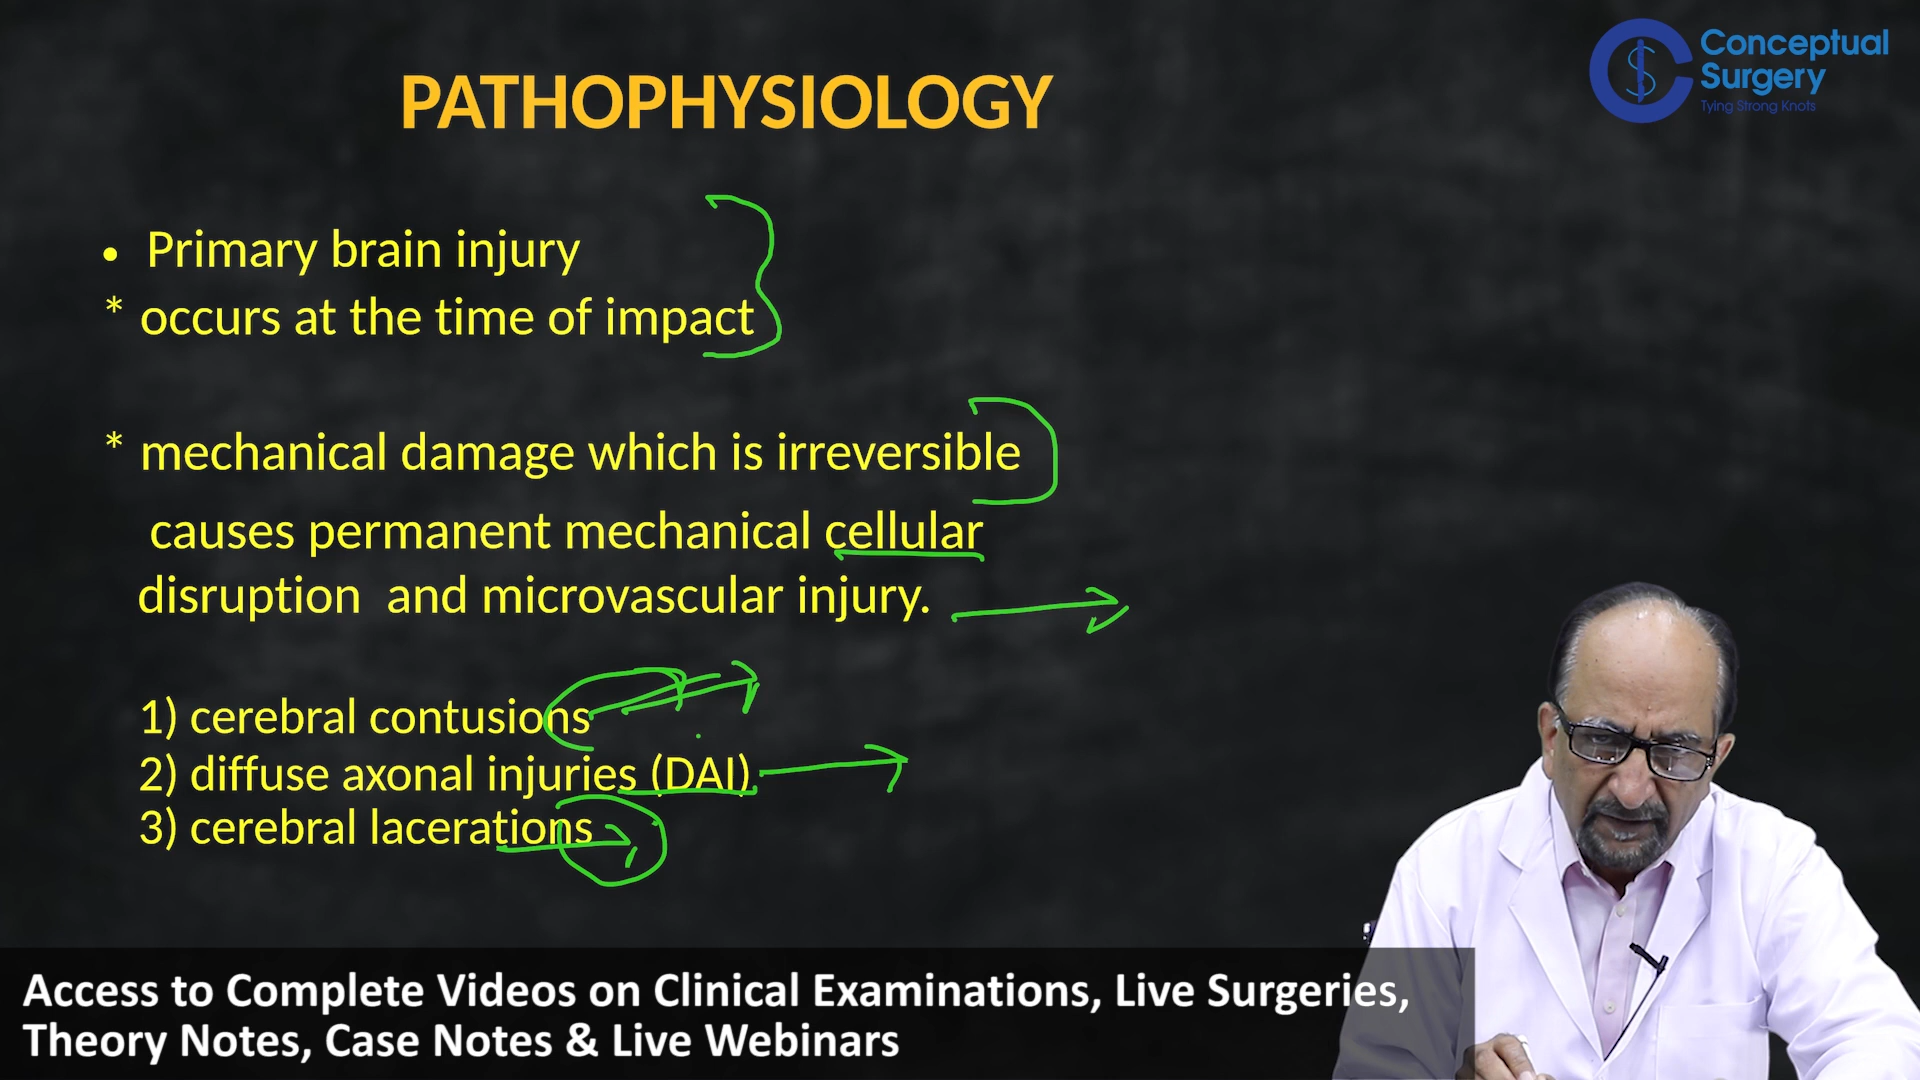 Conceptual
Surgery
Tying Strong Knots
PATHOPHYSIOLOGY
• Primary brain injury
* occurs at the time of impact
* mechanical damage which is irreversible
causes permanent mechanical cellular
disruption and microvascular injury.
1) cerebral contusions
2) diffuse axonal injuries (DAI)
3) cerebral lacerations
Access to Complete Videos on Clinical Examinations, Live Surgeries,
Theory Notes, Case Notes & Live Webinars